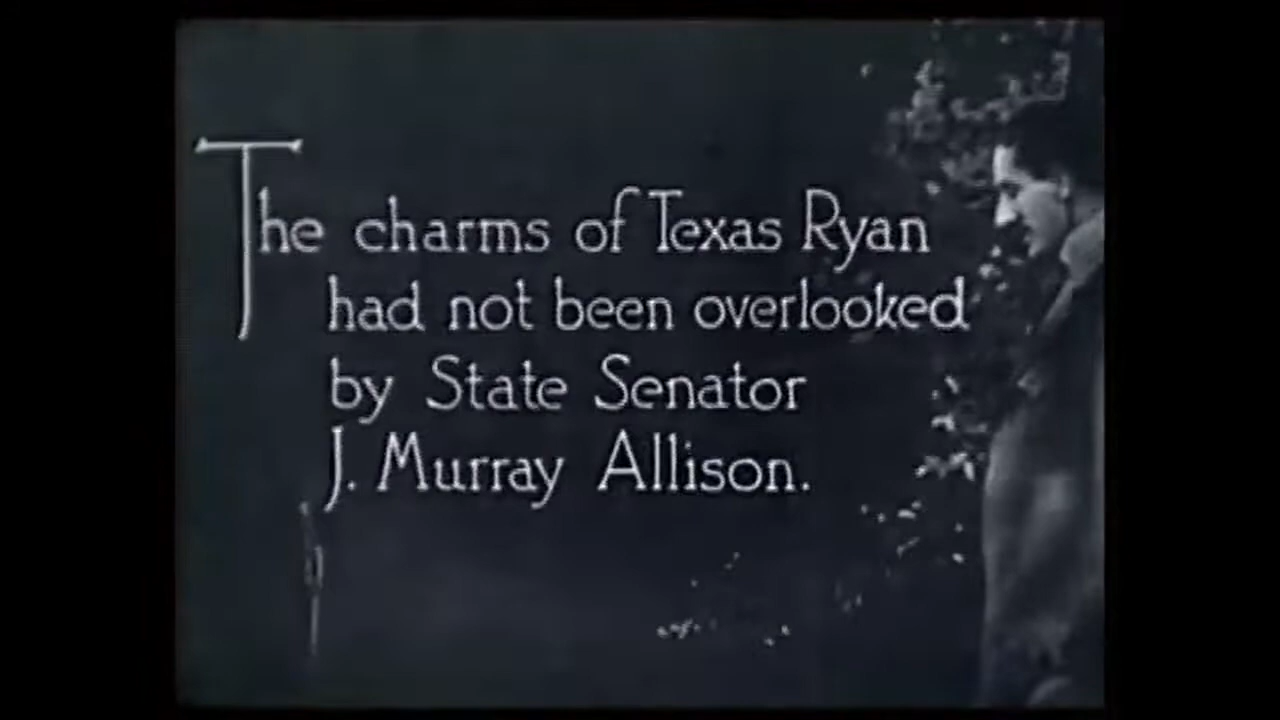 The charms of Texas Ryan
had not been overlooked
by State Senator
J. Murray Allison.